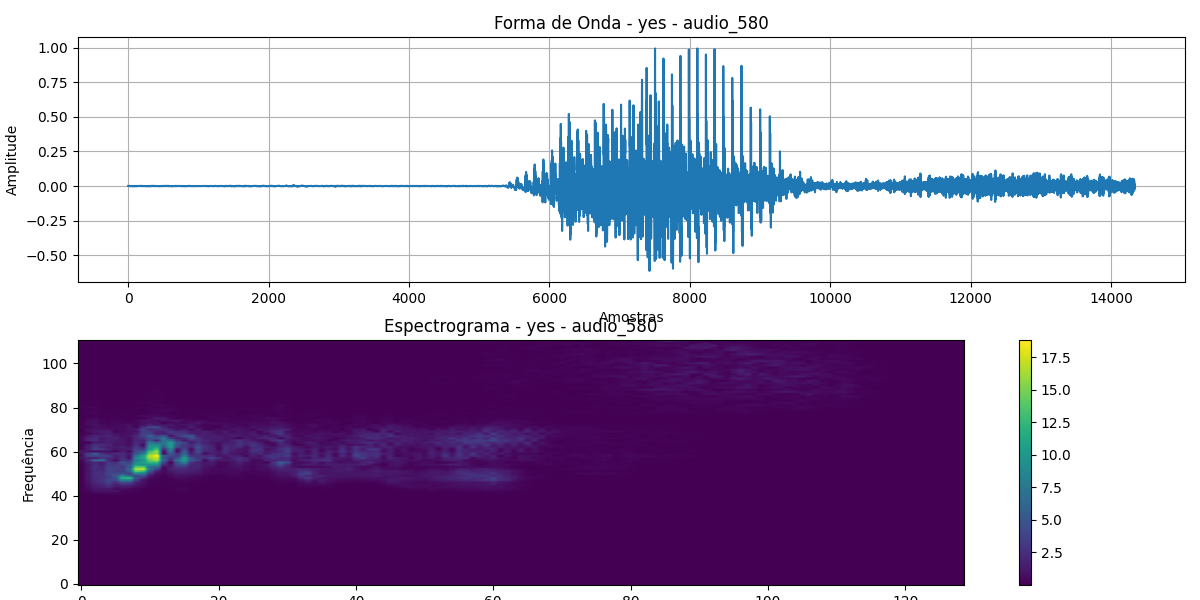 Forma de Onda - yes - audio_580
1.00
0.75
0.50
0.25
0.00
−0.25
−0.50
Amplitude
0 2000 4000 6000 8000 10000 12000 14000
Amostras
Espectrograma - yes - audio_580
100
80
60
40
20
0
Frequência
17.5
15.0
12.5
10.0
7.5
5.0
2.5
0 20 40 60 80 100 120